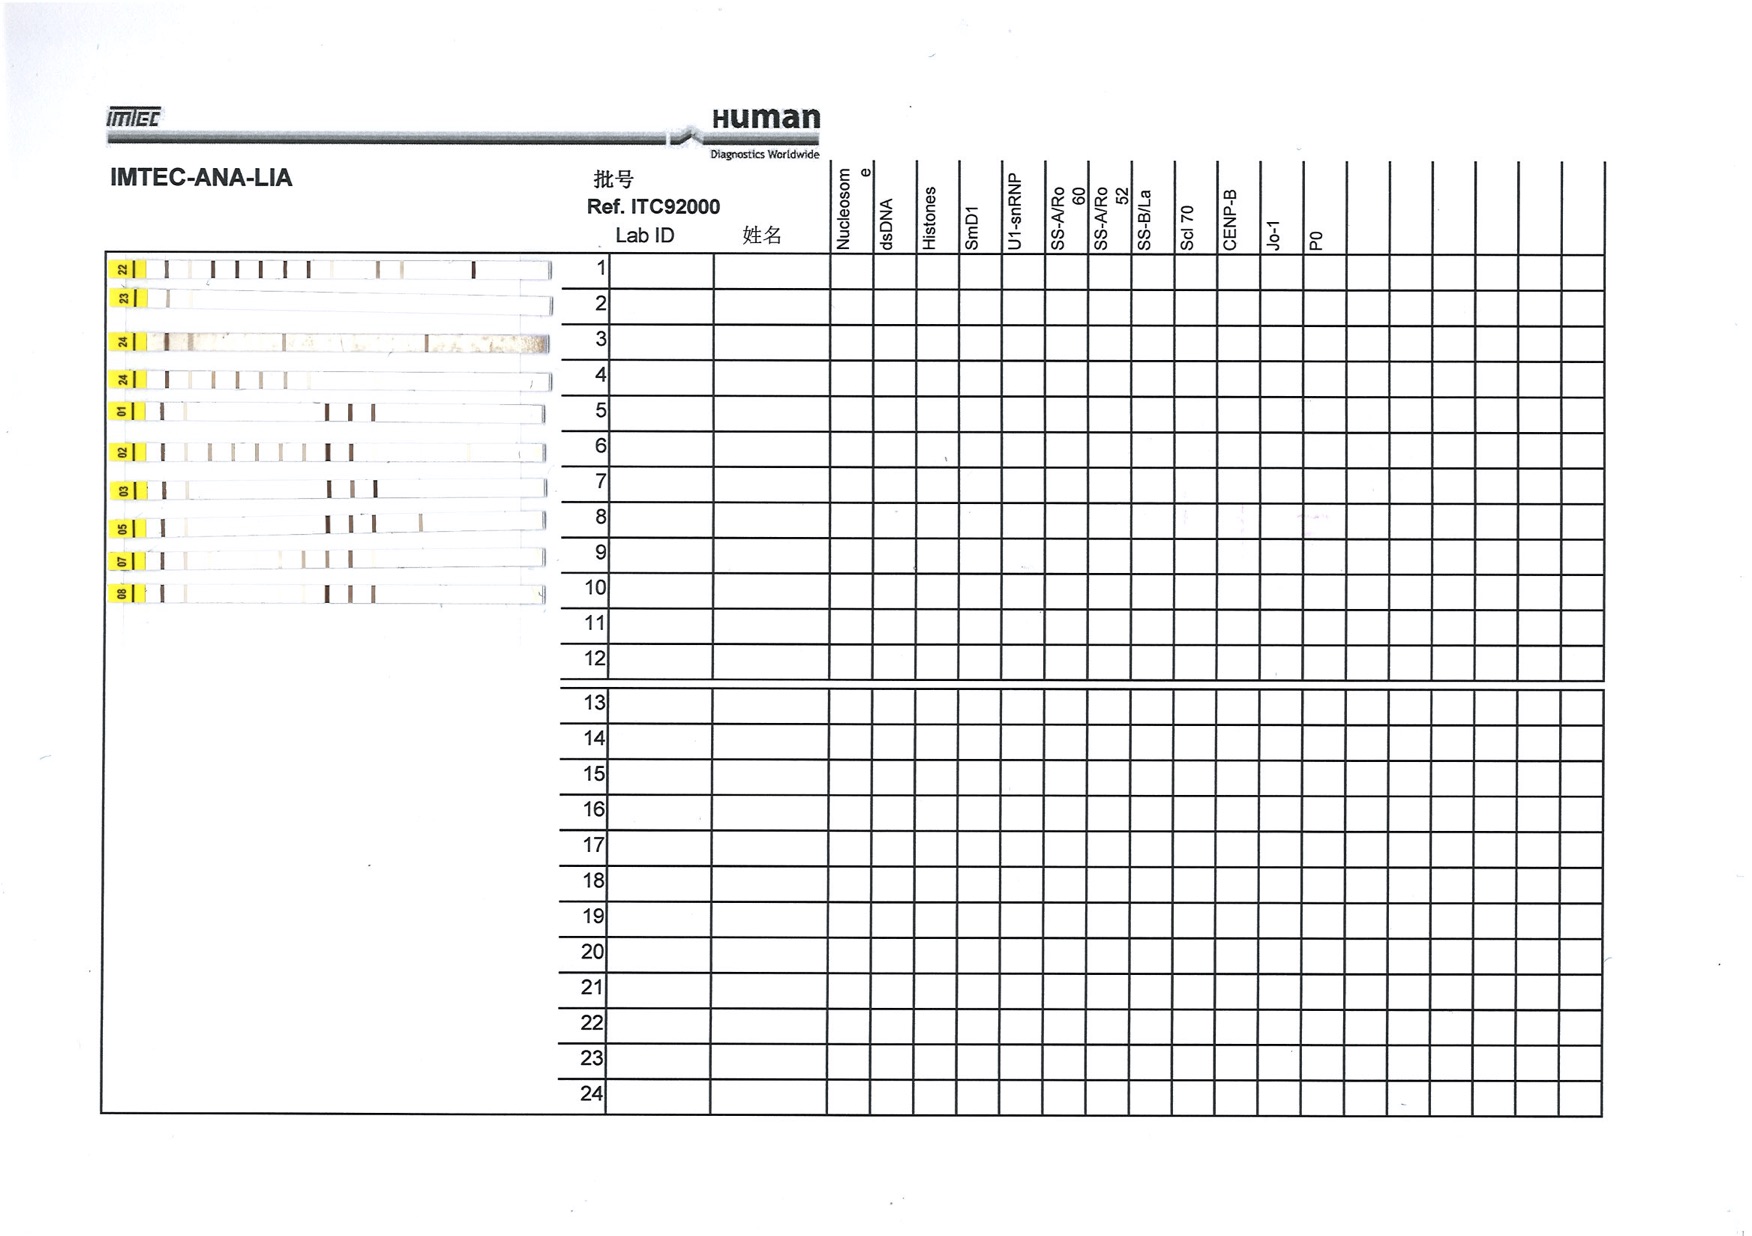 imtec
Human
Diagnostics Worldwide
IMTEC-ANA-LIA
批号
Ref. ITC92000
Lab ID
姓名
Nucleosom
e
dsDNA
Histones
SmD1
U1-snRNP
SS-A/Ro
60
SS-A/Ro
52
SS-B/La
Scl 70
CENP-B
Jo-1
P0
22
1
23
2
24
3
24
4
01
5
02
6
03
7
05
8
07
9
08
10
11
12
13
14
15
16
17
18
19
20
21
22
23
24